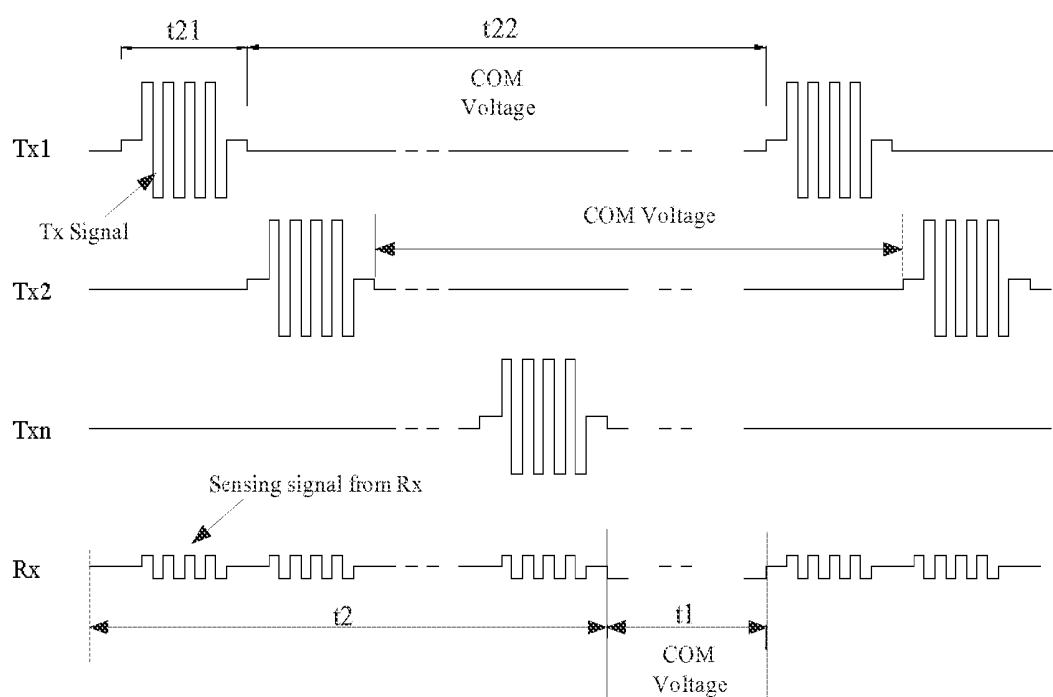 t21
t22
COM
Voltage
Tx1
Tx Signal
COM Voltage
Tx2
Txn
Sensing signal from Rx
Rx
t2
t1
COM
Voltage